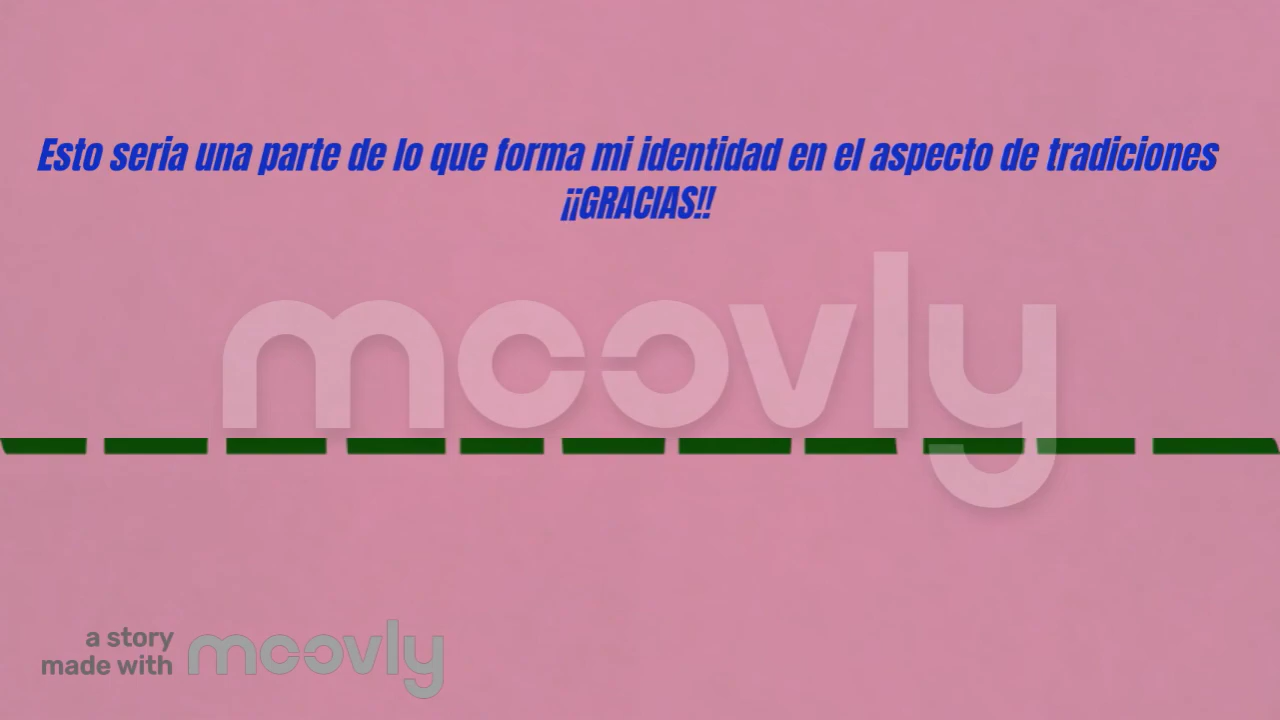 Esto seria una parte de lo que forma mi identidad en el aspecto de tradiciones
¡¡GRACIAS!!
moovly
a story
made with moovly